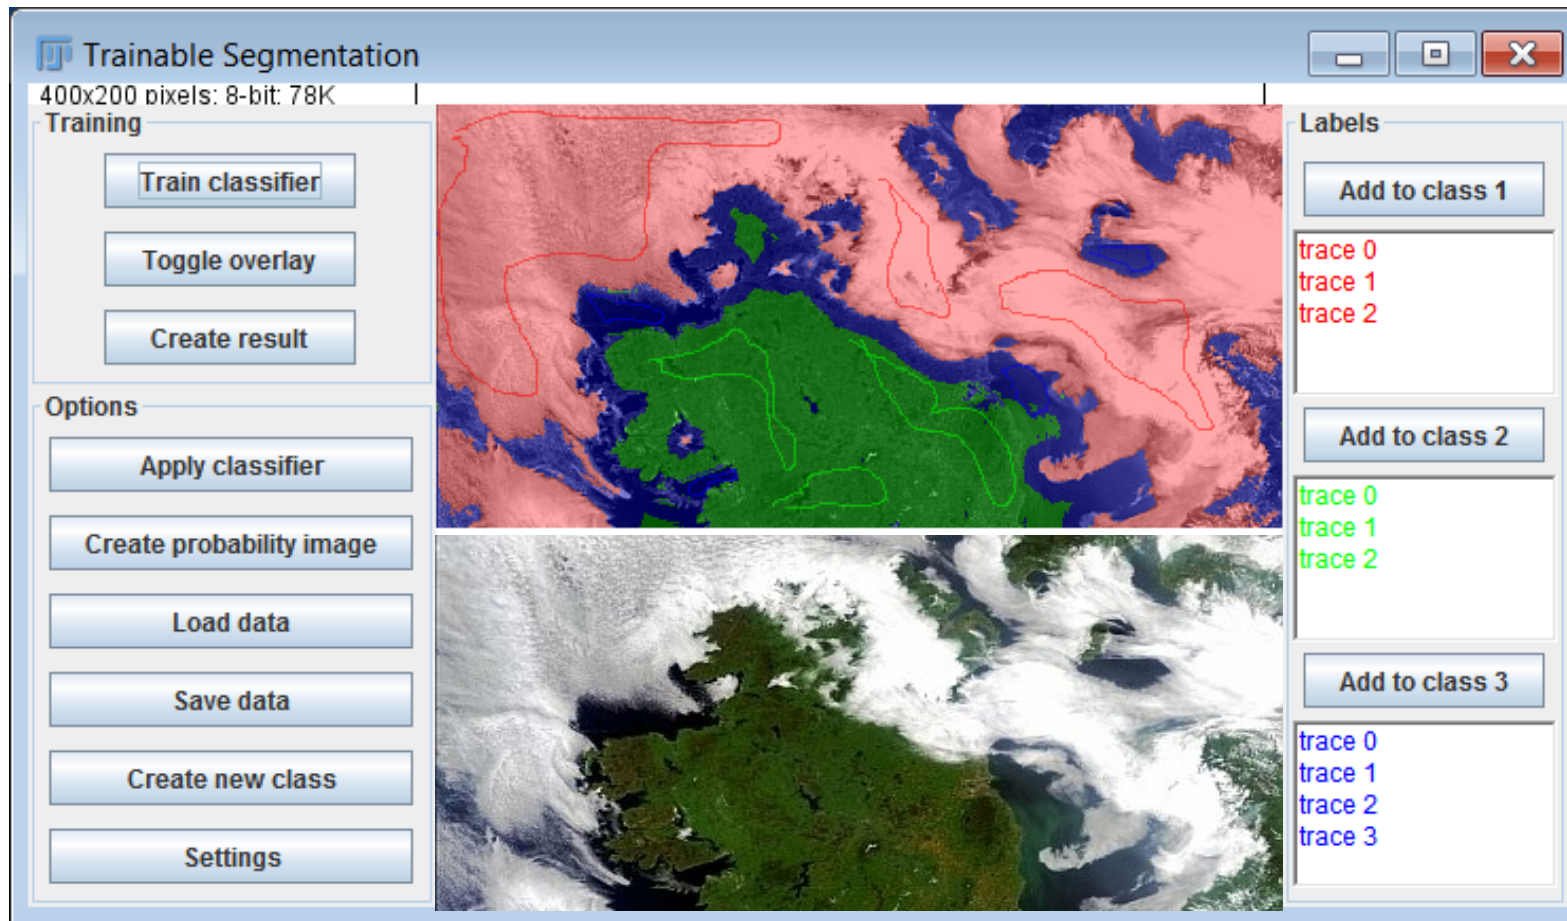 Trainable Segmentation
400x200 pixels; 8-bit; 78K
Training
Train classifier
Toggle overlay
Create result
Options
Apply classifier
Create probability image
Load data
Save data
Create new class
Settings
Labels
Add to class 1
trace 0
trace 1
trace 2
Add to class 2
trace 0
trace 1
trace 2
Add to class 3
trace 0
trace 1
trace 2
trace 3